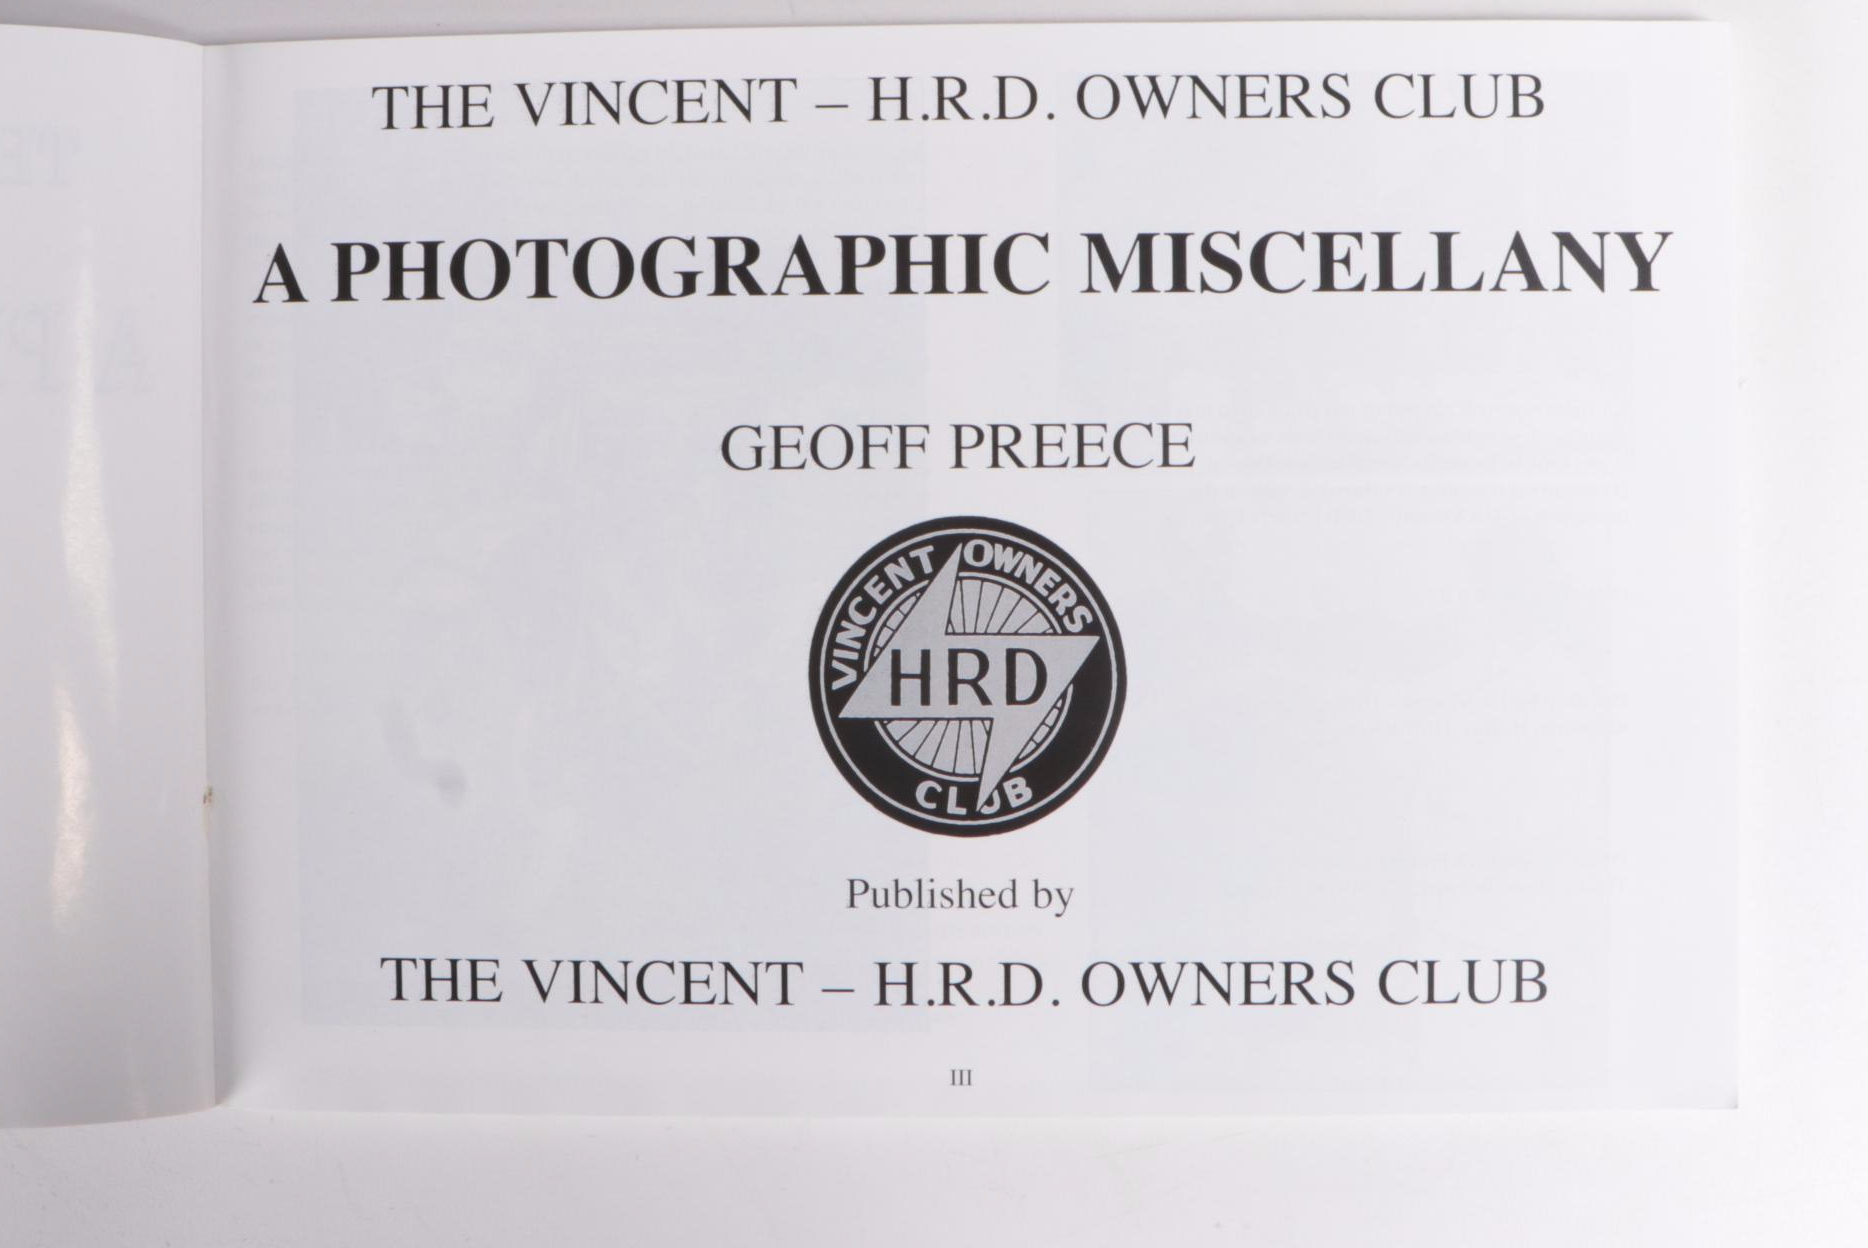 THE VINCENT – H.R.D. OWNERS CLUB
A PHOTOGRAPHIC MISCELLANY
GEOFF PREECE
VINCENT OWNERS
HRD
CLUB
Published by
THE VINCENT – H.R.D. OWNERS CLUB
III